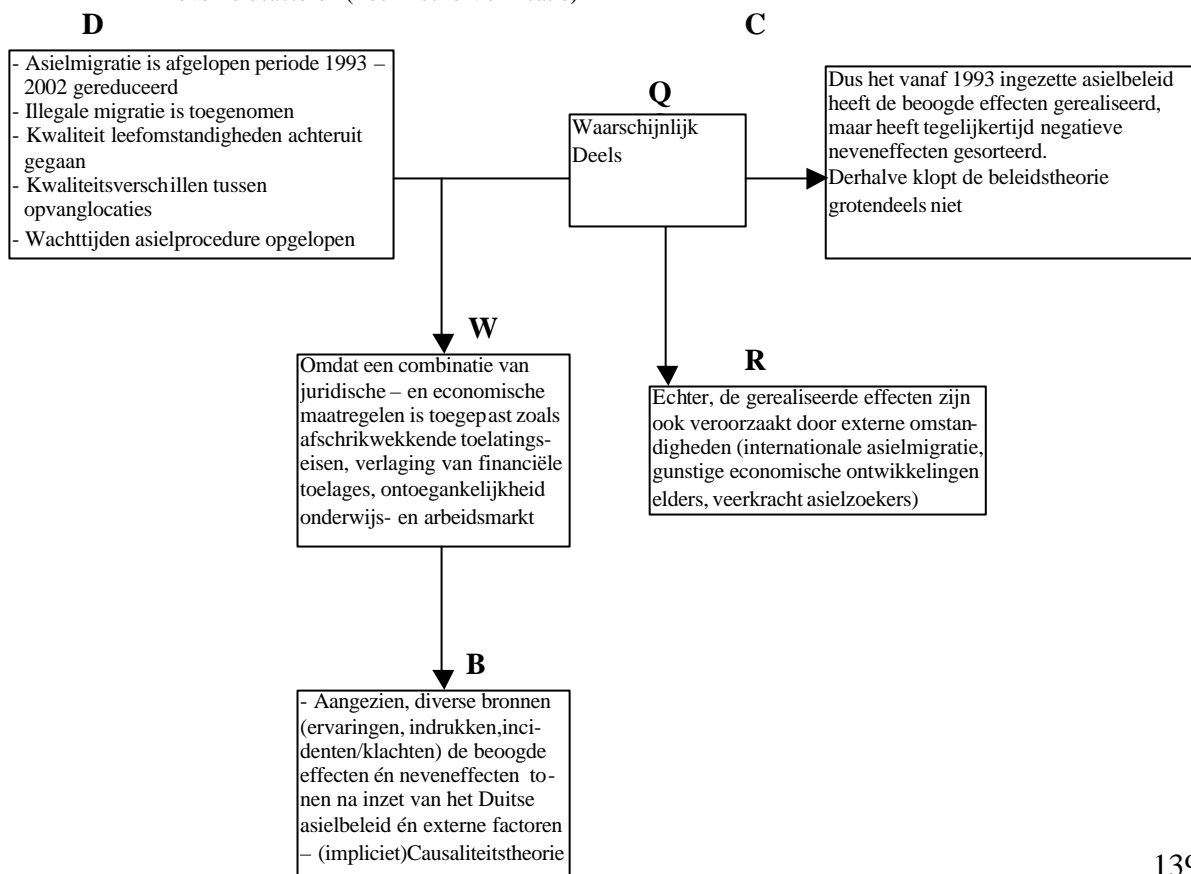 D
- Asielmigratie is afgelopen periode 1993 –
2002 gereduceerd
- Illegale migratie is toegenomen
- Kwaliteit leefomstandigheden achteruit
gegaan
- Kwaliteitsverschillen tussen
opvanglocaties
- Wachttijden asielprocedure opgelopen
Q
Waarschijnlijk
Deels
C
Dus het vanaf 1993 ingezette asielbeleid
heeft de beoogde effecten gerealiseerd,
maar heeft tegelijkertijd negatieve
neveneffecten gesorteerd.
Derhalve klopt de beleidstheorie
grotendeels niet
W
Omdat een combinatie van
juridische – en economische
maatregelen is toegepast zoals
afschrikwekkende toelatings-
eisen, verlaging van financiële
toelages, ontoegankelijkheid
onderwijs- en arbeidsmarkt
R
Echter, de gerealiseerde effecten zijn
ook veroorzaakt door externe omstan-
digheden (internationale asielmigratie,
gunstige economische ontwikkelingen
elders, veerkracht asielzoekers)
B
- Aangezien, diverse bronnen
(ervaringen, indrukken,inci-
denten/klachten) de beoogde
effecten én neveneffecten to-
nen na inzet van het Duitse
asielbeleid én externe factoren
– (impliciet)Causaliteitstheorie
139